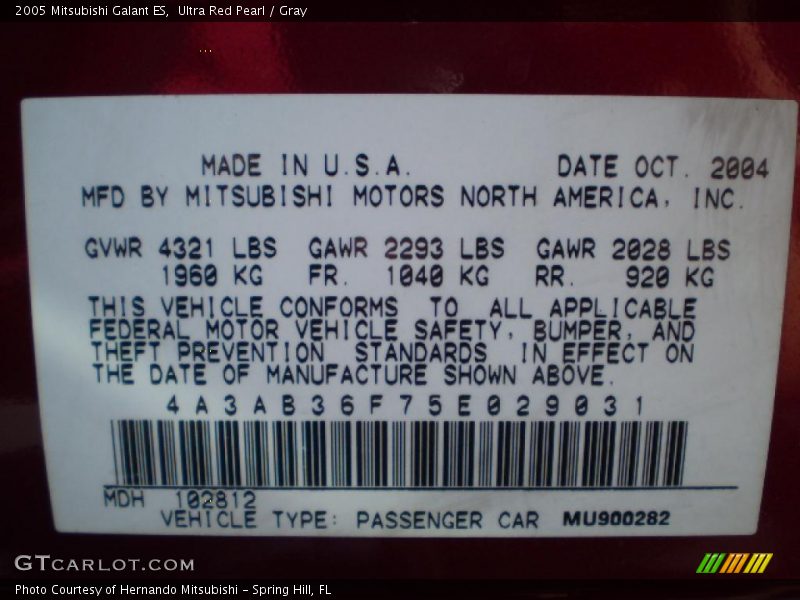 2005 Mitsubishi Galant ES, Ultra Red Pearl / Gray
MADE IN U.S.A. DATE OCT. 2004
MFD BY MITSUBISHI MOTORS NORTH AMERICA, INC.
GVWR 4321 LBS GAWR 2293 LBS GAWR 2028 LBS
1960 KG FR. 1040 KG RR. 920 KG
THIS VEHICLE CONFORMS TO ALL APPLICABLE
FEDERAL MOTOR VEHICLE SAFETY, BUMPER, AND
THEFT PREVENTION STANDARDS IN EFFECT ON
THE DATE OF MANUFACTURE SHOWN ABOVE.
4A3AB36F75E029031
MDH 102812
VEHICLE TYPE: PASSENGER CAR MU900282
GTCARLOT.COM
Photo Courtesy of Hernando Mitsubishi - Spring Hill, FL